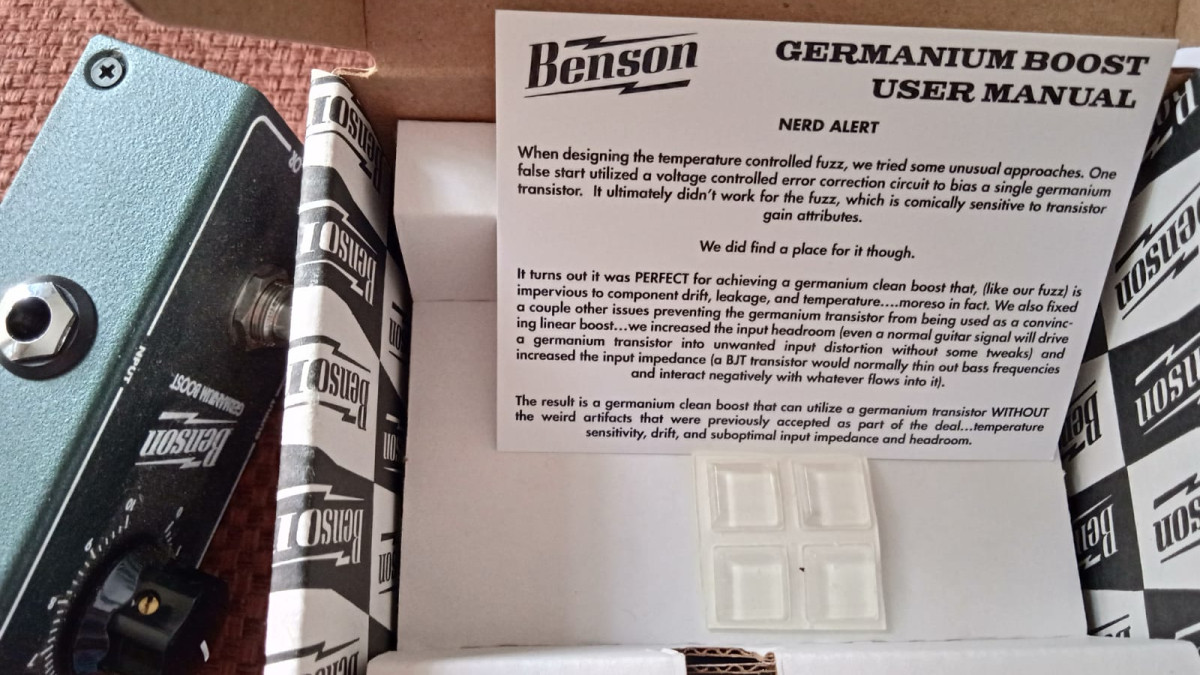 Benson
GERMANIUM BOOST
USER MANUAL
NERD ALERT
When designing the temperature controlled fuzz, we tried some unusual approaches. One
false start utilized a voltage controlled error correction circuit to bias a single germanium
transistor. It ultimately didn't work for the fuzz, which is comically sensitive to transistor
gain attributes.
We did find a place for it though.
It turns out it was PERFECT for achieving a germanium clean boost that, (like our fuzz) is
impervious to component drift, leakage, and temperature....moreso in fact. We also fixed
a couple other issues preventing the germanium transistor from being used as a convinc-
ing linear boost...we increased the input headroom (even a normal guitar signal will drive
a germanium transistor into unwanted input distortion without some tweaks) and
increased the input impedance (a BJT transistor would normally thin out bass frequencies
and interact negatively with whatever flows into it).
The result is a germanium clean boost that can utilize a germanium transistor WITHOUT
the weird artifacts that were previously accepted as part of the deal...temperature
sensitivity, drift, and suboptimal input impedance and headroom.
INPUT
GERMANIUM BOOST
Benson
Benson
Benson
Benson
Benson
Benson
Benson